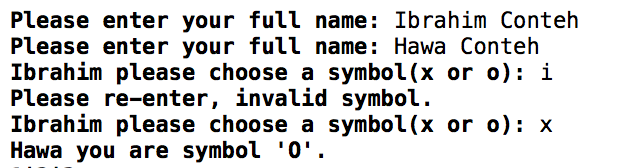 Please enter your full name: Ibrahim Conteh
Please enter your full name: Hawa Conteh
Ibrahim please choose a symbol(x or o): i
Please re-enter, invalid symbol.
Ibrahim please choose a symbol(x or o): x
Hawa you are symbol 'O'.